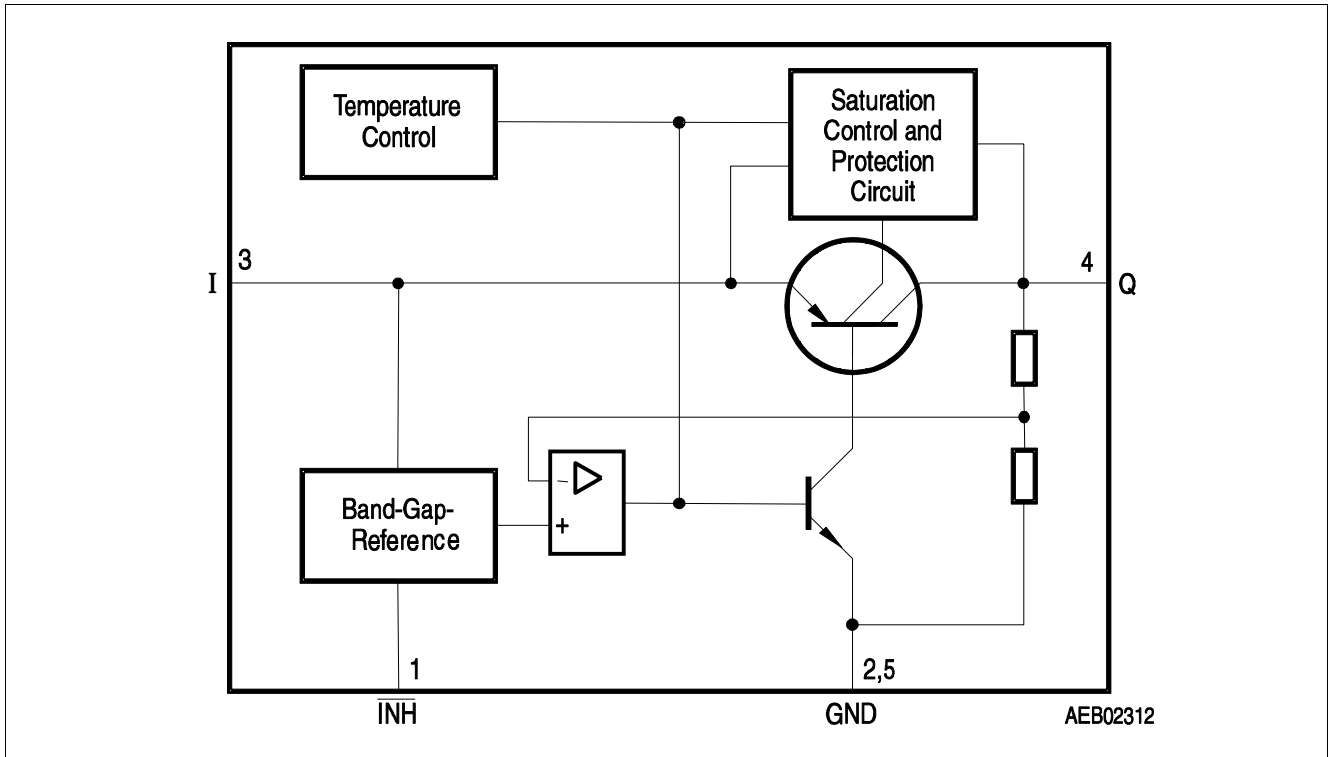 Temperature
Control
Saturation
Control and
Protection
Circuit
3
I
4
Q
Band-Gap-
Reference
–
+
1
2,5
INH
GND
AEB02312